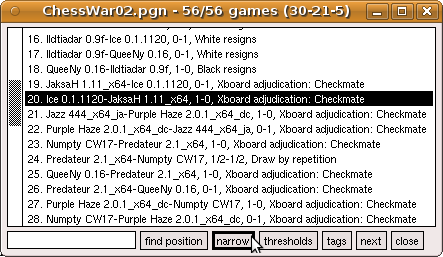 ChessWar02.pgn - 56/56 games (30-21-5)
16. Ildtiadar 0.9f-Ice 0.1.1120, 0-1, White resigns
17. Ildtiadar 0.9f-QueeNy 0.16, 0-1, White resigns
18. QueeNy 0.16-Ildtiadar 0.9f, 1-0, Black resigns
19. JaksaH 1.11_x64-Ice 0.1.1120, 0-1, Xboard adjudication: Checkmate
20. Ice 0.1.1120-JaksaH 1.11_x64, 1-0, Xboard adjudication: Checkmate
21. Jazz 444_x64_ja-Purple Haze 2.0.1_x64_dc, 1-0, Xboard adjudication: Checkmate
22. Purple Haze 2.0.1_x64_dc-Jazz 444_x64_ja, 0-1, Xboard adjudication: Checkmate
23. Numpty CW17-Predateur 2.1_x64, 1-0, Xboard adjudication: Checkmate
24. Predateur 2.1_x64-Numpty CW17, 1/2-1/2, Draw by repetition
25. QueeNy 0.16-Predateur 2.1_x64, 1-0, Xboard adjudication: Checkmate
26. Predateur 2.1_x64-QueeNy 0.16, 0-1, Xboard adjudication: Checkmate
27. Purple Haze 2.0.1_x64_dc-Numpty CW17, 1-0, Xboard adjudication: Checkmate
28. Numpty CW17-Purple Haze 2.0.1_x64_dc, 0-1, Xboard adjudication: Checkmate
find position narrow thresholds tags next close